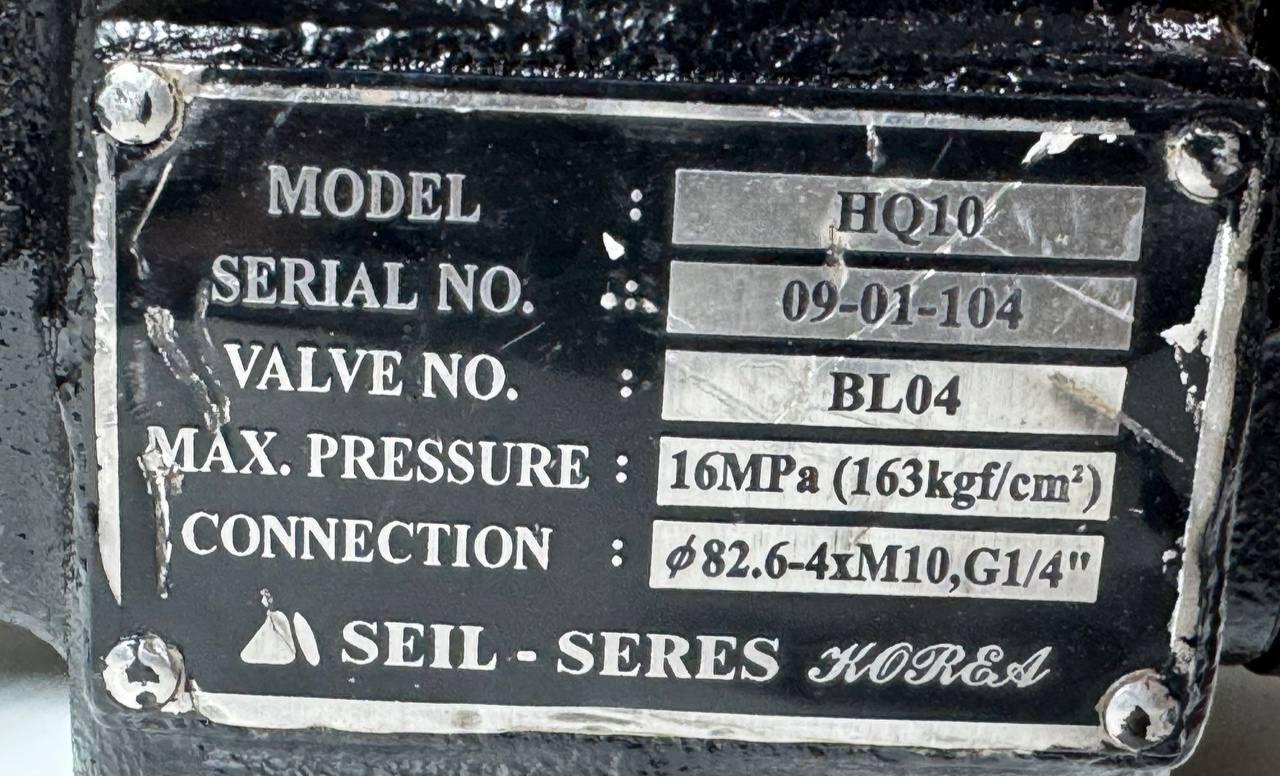 MODEL : HQ10
SERIAL NO. : 09-01-104
VALVE NO. : BL04
MAX. PRESSURE : 16MPa (163kgf/cm²)
CONNECTION : ϕ82.6-4xM10,G1/4"
SEIL - SERES KOREA